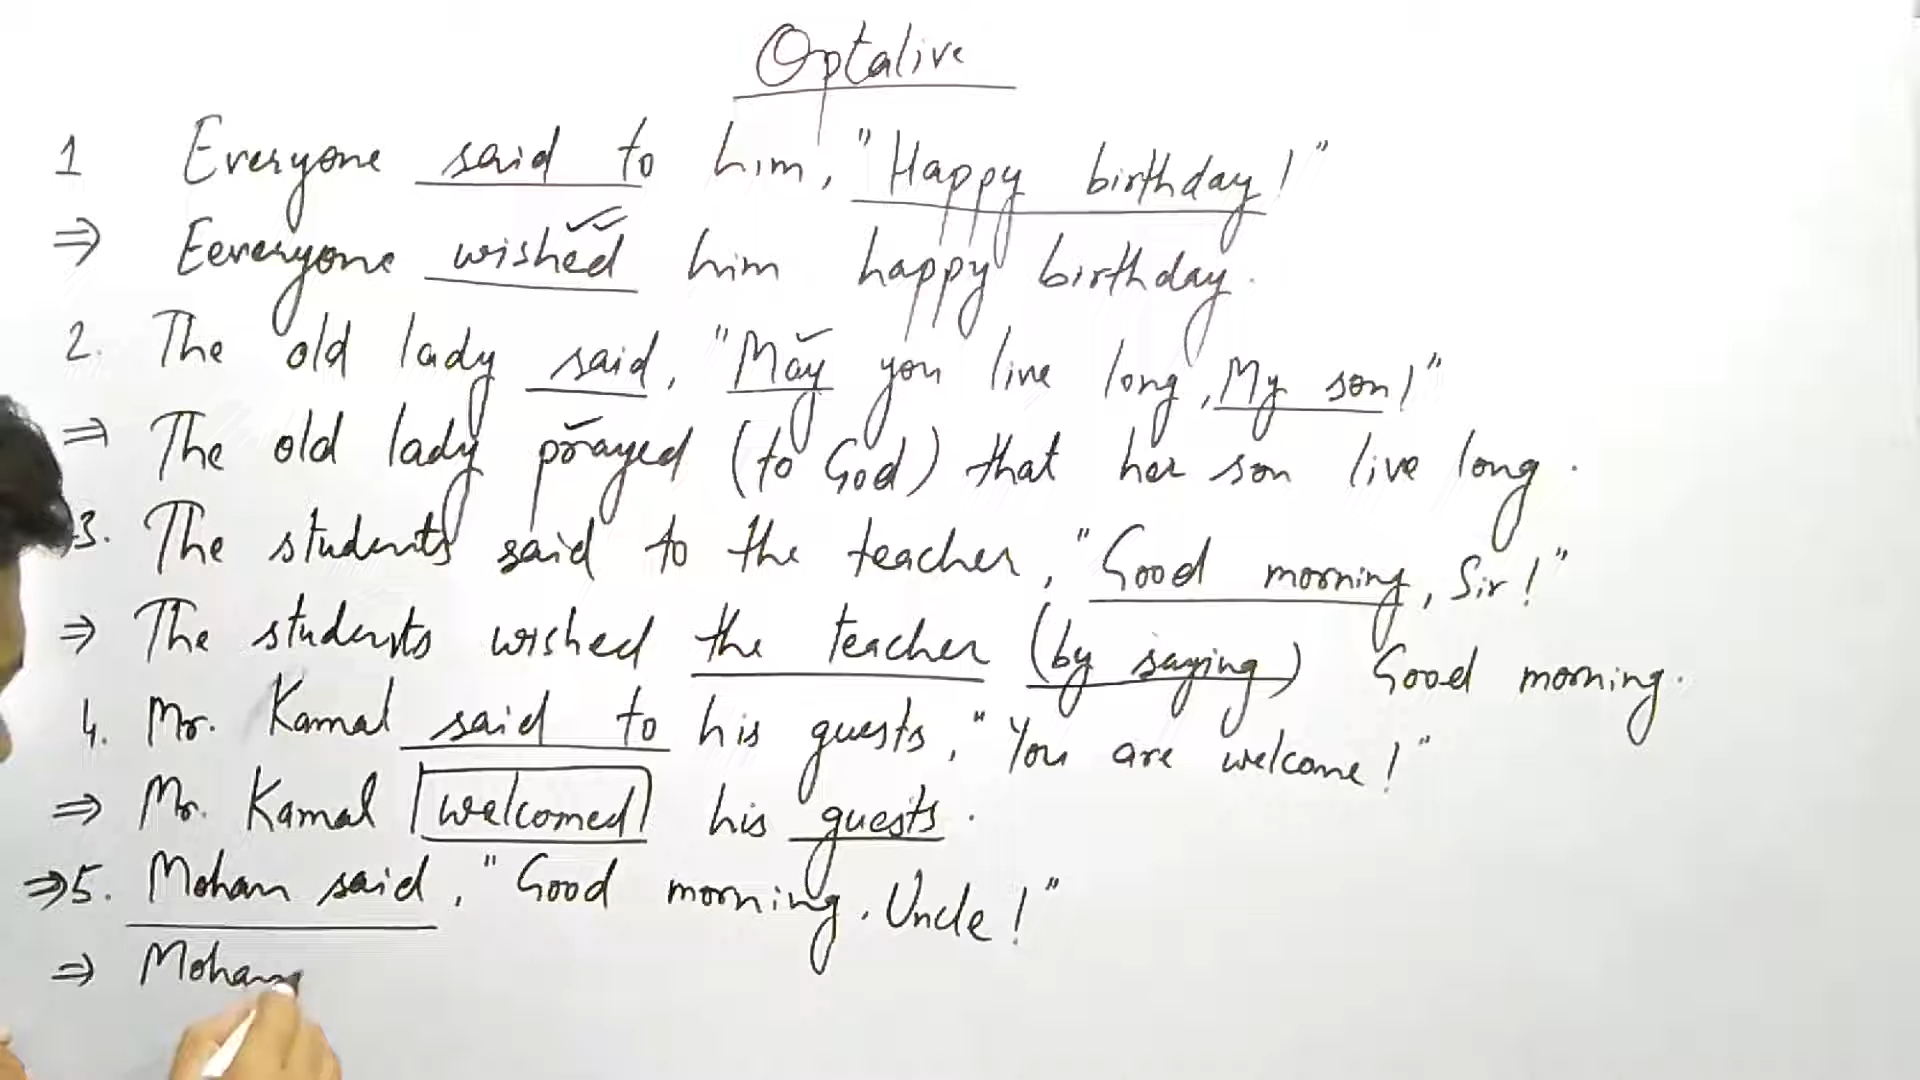 Optalive
1 Everyone said to him, "Happy birthday!"
⇒ Eeveryone wished him happy birthday.
2. The old lady said, "May you live long, My son!"
⇒ The old lady prayed (to God) that her son live long.
3. The students said to the teacher, "Good morning, Sir!"
⇒ The students wished the teacher (by saying) Good morning.
4. Mr. Kamal said to his guests, "You are welcome!"
⇒ Mr. Kamal welcomed his guests.
⇒5. Mohan said, "Good morning, Uncle!"
⇒ Mohan